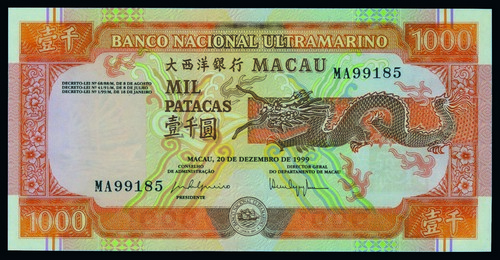 壹千 BANCO NACIONAL ULTRAMARINO 1000
大西洋銀行 MACAU
MA99185
MIL
PATACAS
壹千圓
MACAU, 20 DE DEZEMBRO DE 1999
CONSELHO
DE ADMINISTRAÇÃO
DIRECTOR GERAL
DO DEPARTAMENTO DE MACAU
MA99185
PRESIDENTE
1000
壹千